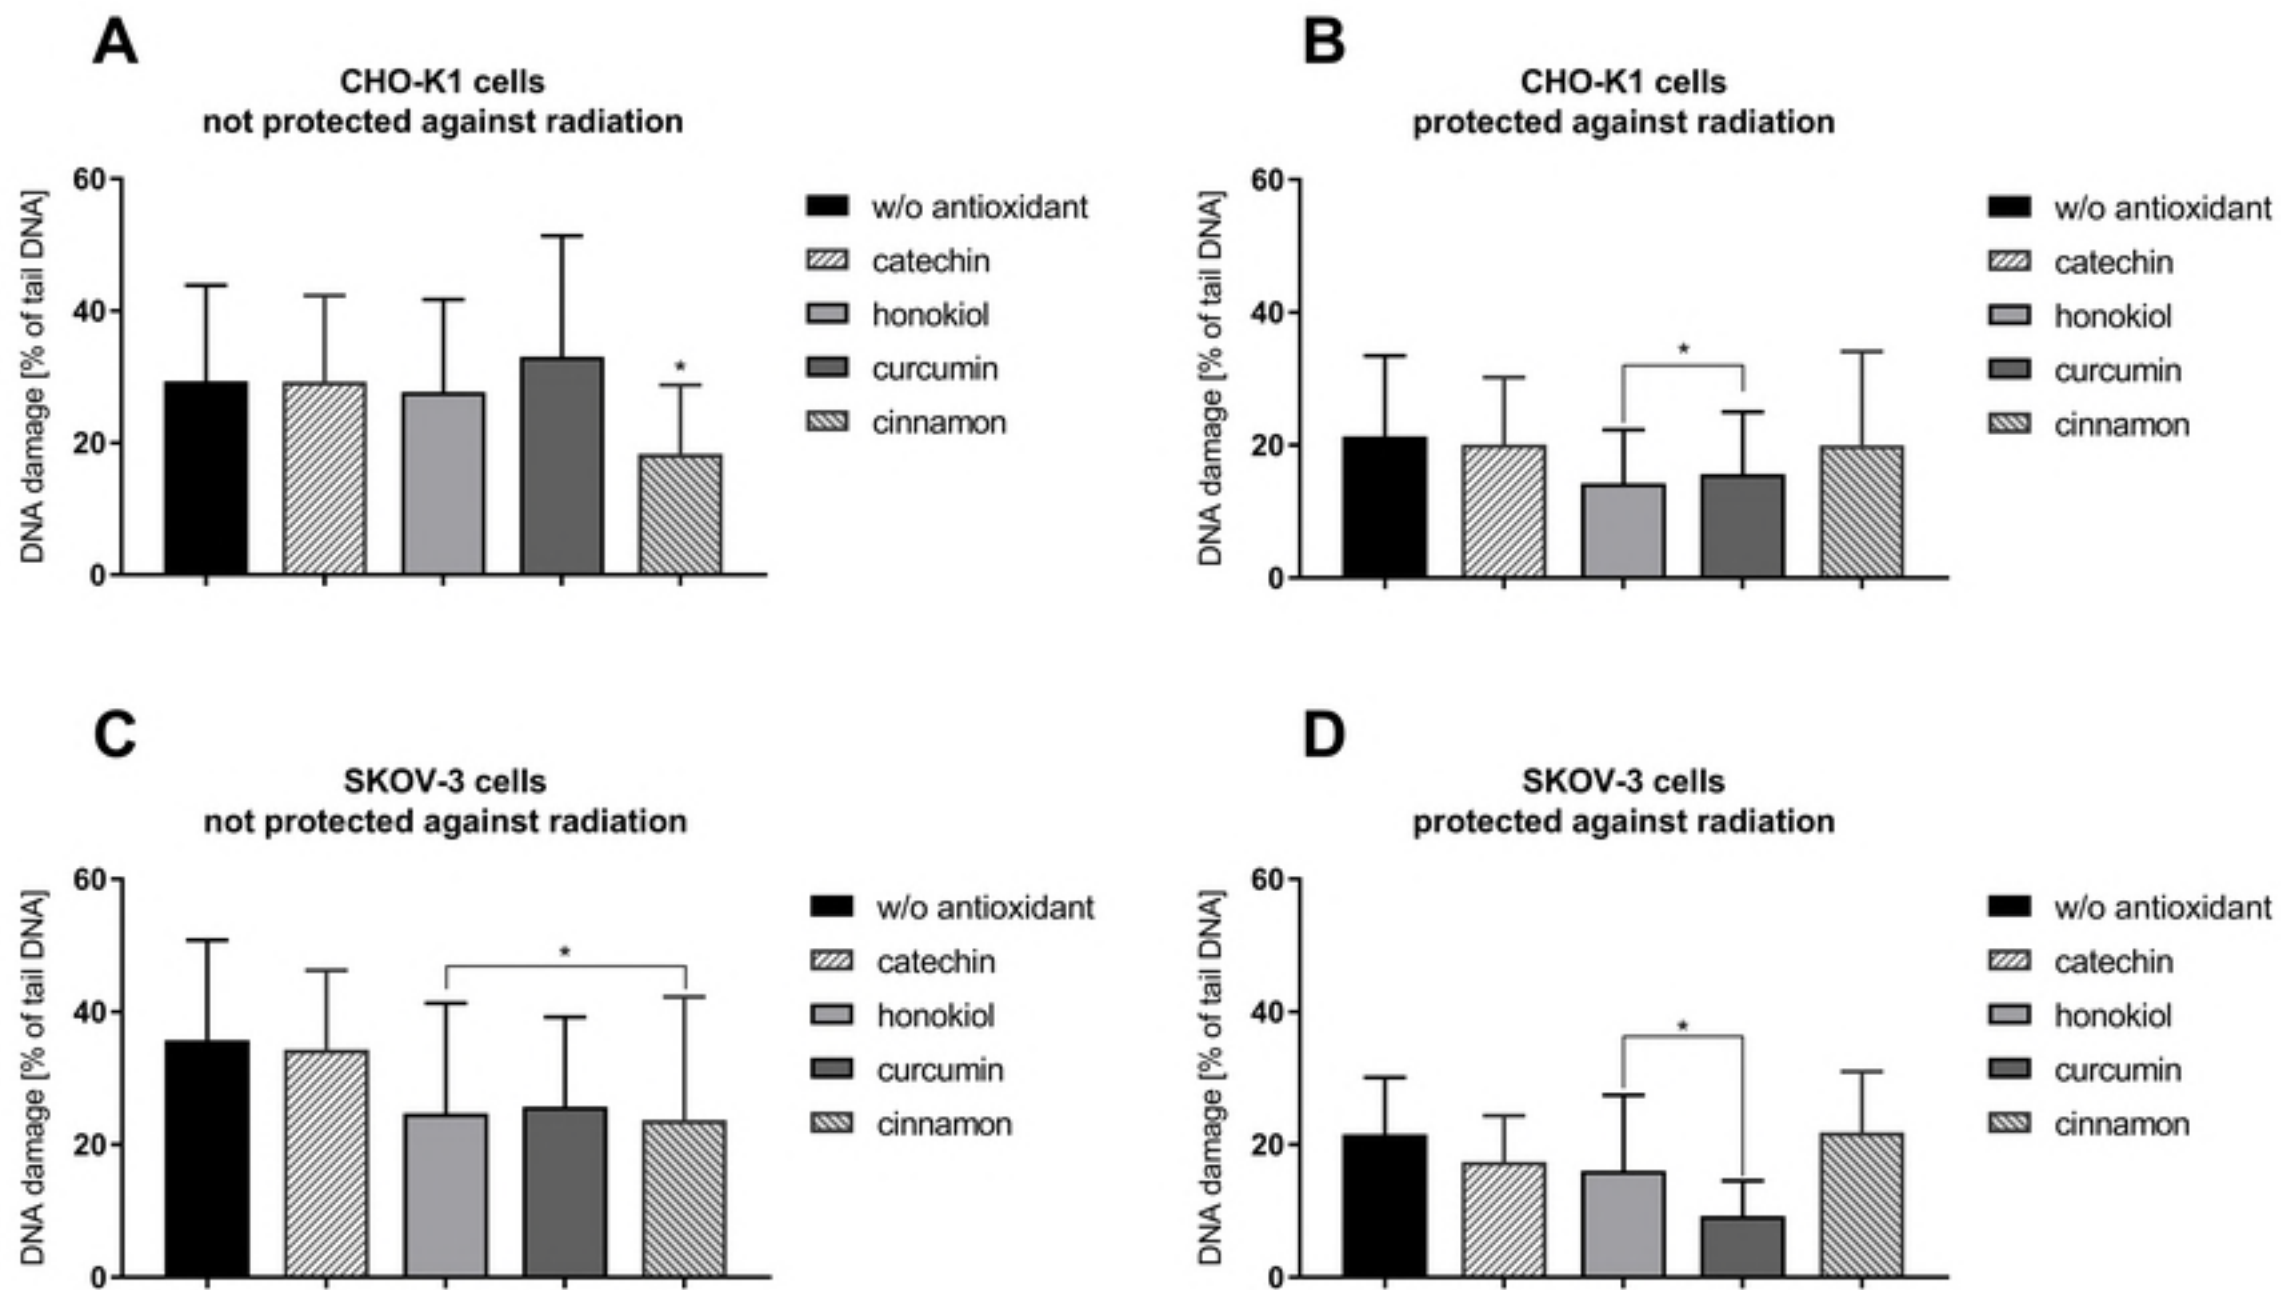 A
CHO-K1 cells
not protected against radiation
DNA damage [% of tail DNA]
60
40
20
0
*
w/o antioxidant
catechin
honokiol
curcumin
cinnamon
B
CHO-K1 cells
protected against radiation
DNA damage [% of tail DNA]
60
40
20
0
*
w/o antioxidant
catechin
honokiol
curcumin
cinnamon
C
SKOV-3 cells
not protected against radiation
DNA damage [% of tail DNA]
60
40
20
0
*
w/o antioxidant
catechin
honokiol
curcumin
cinnamon
D
SKOV-3 cells
protected against radiation
DNA damage [% of tail DNA]
60
40
20
0
*
w/o antioxidant
catechin
honokiol
curcumin
cinnamon